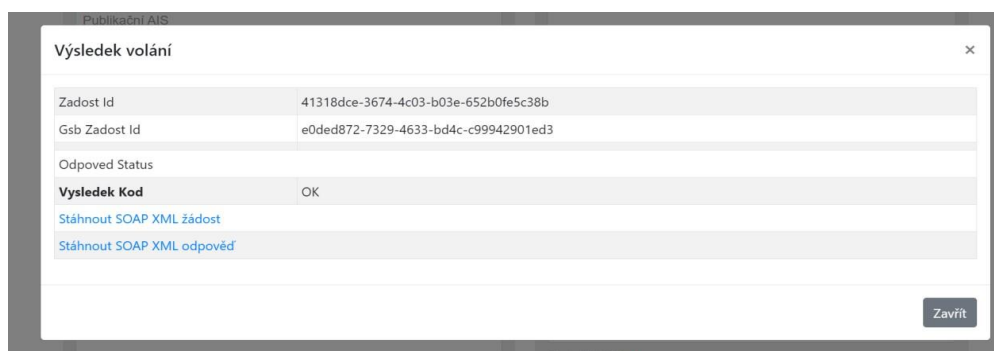 Publikační AIS
Výsledek volání ×
Zadost Id 41318dce-3674-4c03-b03e-652b0fe5c38b
Gsb Zadost Id e0ded872-7329-4633-bd4c-c99942901ed3
Odpoved Status
Vysledek Kod OK
Stáhnout SOAP XML žádost
Stáhnout SOAP XML odpověď
Zavřít